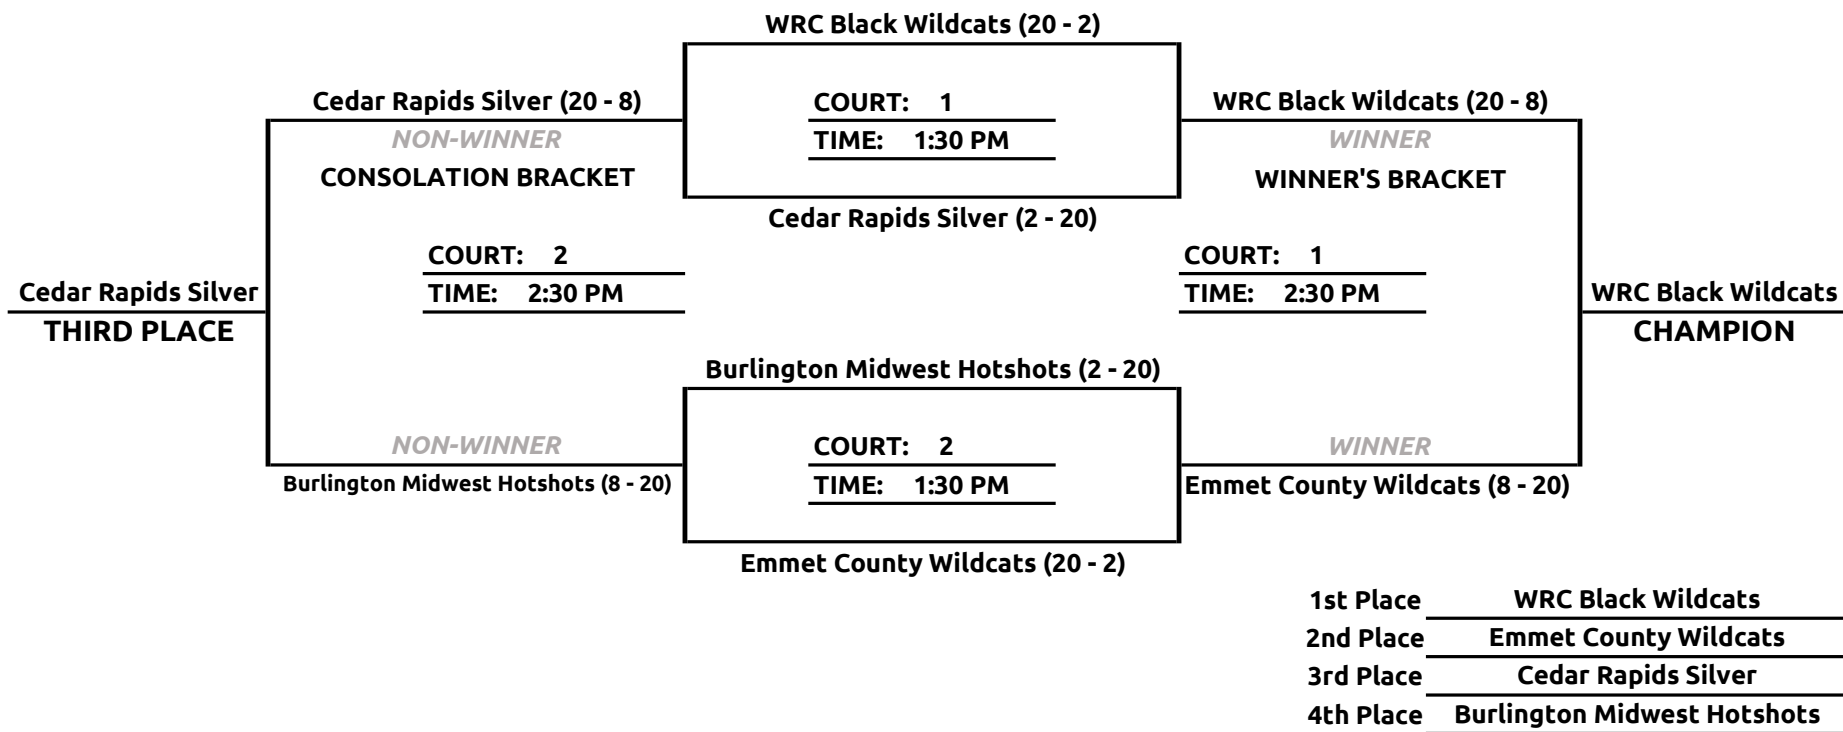 WRC Black Wildcats (20 - 2)
Cedar Rapids Silver (20 - 8)
COURT: 1
WRC Black Wildcats (20 - 8)
NON-WINNER
TIME: 1:30 PM
WINNER
CONSOLATION BRACKET
WINNER'S BRACKET
Cedar Rapids Silver (2 - 20)
COURT: 2
COURT: 1
Cedar Rapids Silver
TIME: 2:30 PM
TIME: 2:30 PM
WRC Black Wildcats
THIRD PLACE
CHAMPION
Burlington Midwest Hotshots (2 - 20)
NON-WINNER
COURT: 2
WINNER
Burlington Midwest Hotshots (8 - 20)
TIME: 1:30 PM
Emmet County Wildcats (8 - 20)
Emmet County Wildcats (20 - 2)
1st Place WRC Black Wildcats
2nd Place Emmet County Wildcats
3rd Place Cedar Rapids Silver
4th Place Burlington Midwest Hotshots